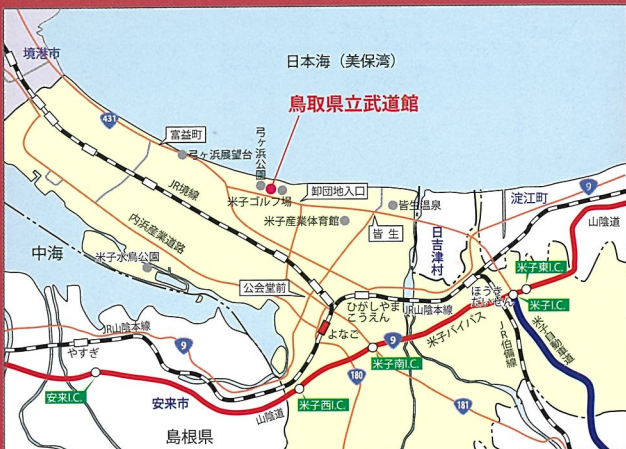 境港市
日本海（美保湾）
鳥取県立武道館
431
富益町
弓ヶ浜展望台
弓ヶ浜
公園
JR境線
卸団地入口
米子ゴルフ場
皆生温泉
淀江町
9
山陰道
内浜産業道路
米子産業体育館
皆生
日吉津村
中海
米子水鳥公園
米子東I.C.
公会堂前
ひがしやま
こうえん
JR山陰本線
ほうき
だいせん
米子I.C.
JR山陰本線
よなご
9
米子バイパス
JR伯備線
米子自動車道
やすぎ
9
米子南I.C.
180
安来I.C.
安来市
山陰道
米子西I.C.
181
島根県